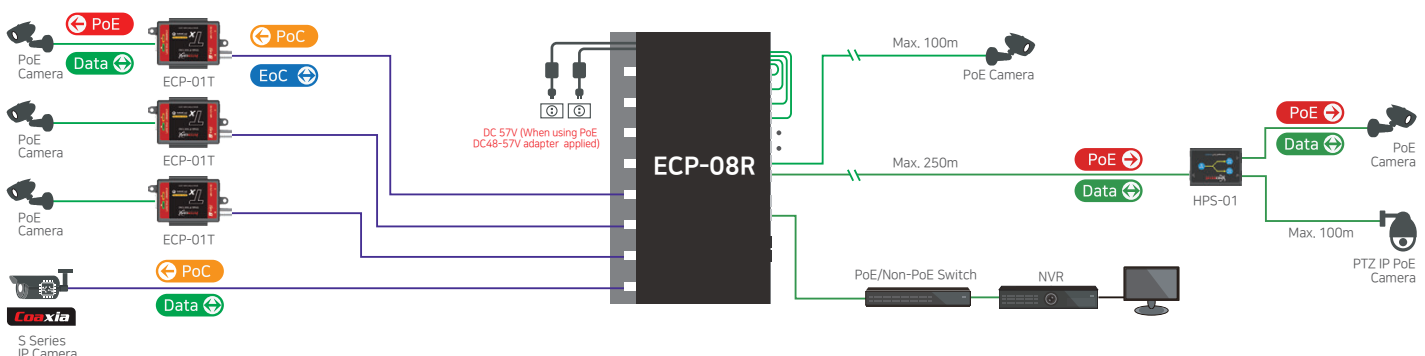 PoE
Data
PoE
Camera
ECP-01T
PoC
EoC
PoE
Camera
ECP-01T
PoE
Camera
ECP-01T
PoC
Data
Coaxia
S Series
IP Camera
DC 57V (When using PoE
DC48-57V adapter applied)
ECP-08R
Max. 100m
PoE Camera
Max. 250m
PoE
Data
HPS-01
PoE
Data
PoE
Camera
Max. 100m
PTZ IP PoE
Camera
PoE/Non-PoE Switch
NVR